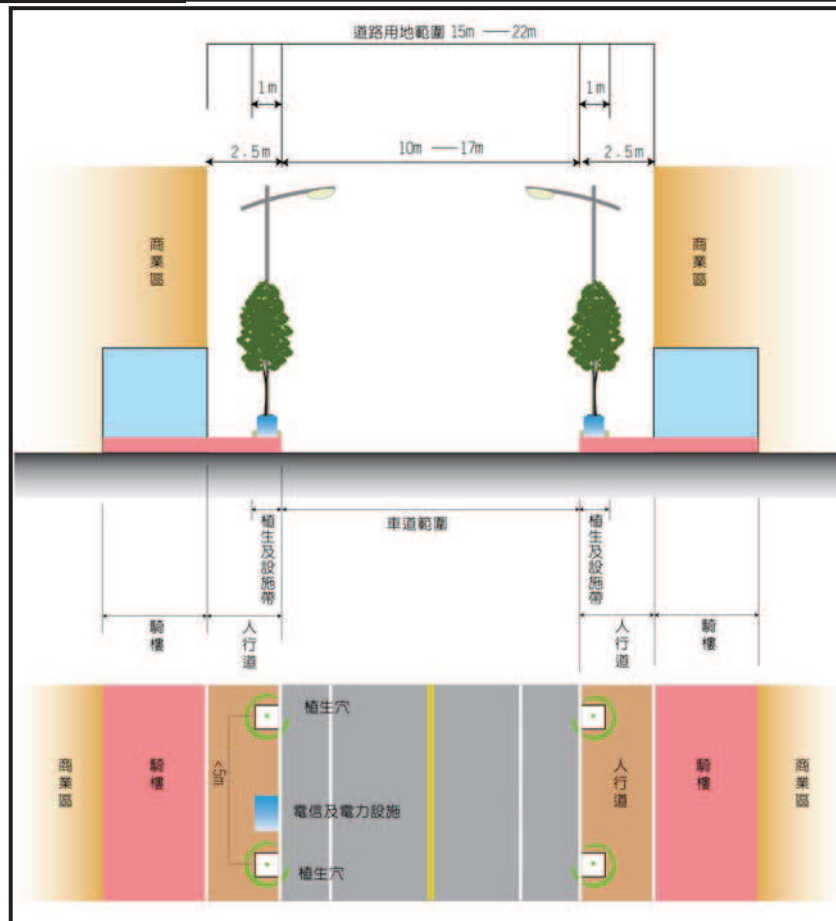 道路用地範圍 15m ──22m
1m
1m
2.5m
10m ──17m
2.5m
商業區
商業區
植生及設施帶
車道範圍
植生及設施帶
騎樓
人行道
人行道
騎樓
商業區
騎樓
<5m
植生穴
電信及電力設施
植生穴
人行道
騎樓
商業區